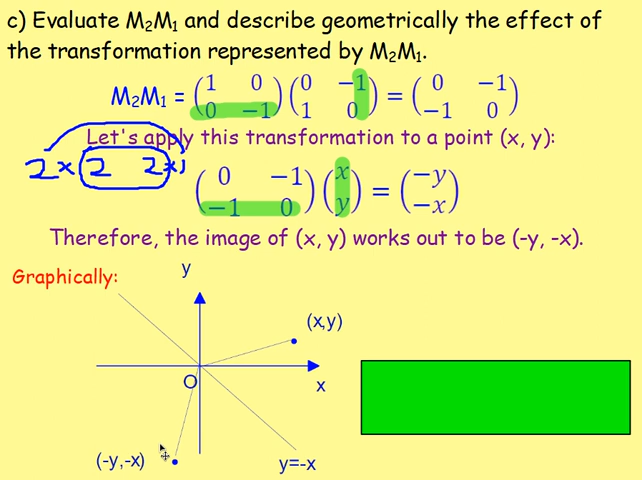 c) Evaluate M₂M₁ and describe geometrically the effect of
the transformation represented by M₂M₁.
M₂M₁ = (1 0 0 -1)(0 -1 1 0) = (0 -1 -1 0)
Let's apply this transformation to a point (x, y):
2 x 2 2 x 1
(0 -1 -1 0)(x y) = (-y -x)
Therefore, the image of (x, y) works out to be (-y, -x).
Graphically:
y
(x,y)
O
x
(-y,-x)
y=-x